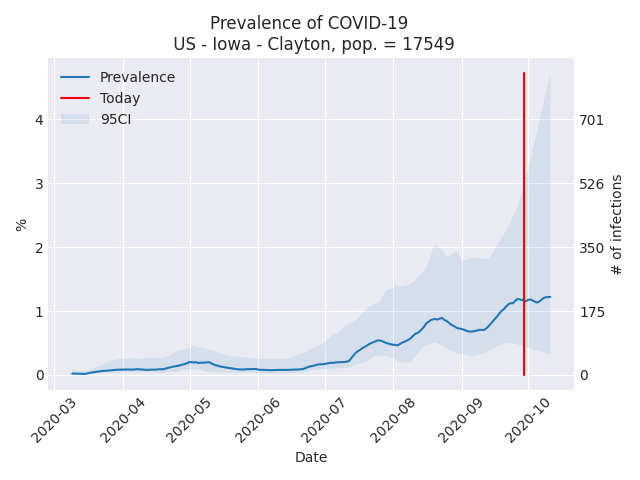 Prevalence of COVID-19
US - Iowa - Clayton, pop. = 17549
Prevalence
Today
95CI
%
4
3
2
1
0
701
526
350
175
0
# of infections
2020-03
2020-04
2020-05
2020-06
2020-07
2020-08
2020-09
2020-10
Date